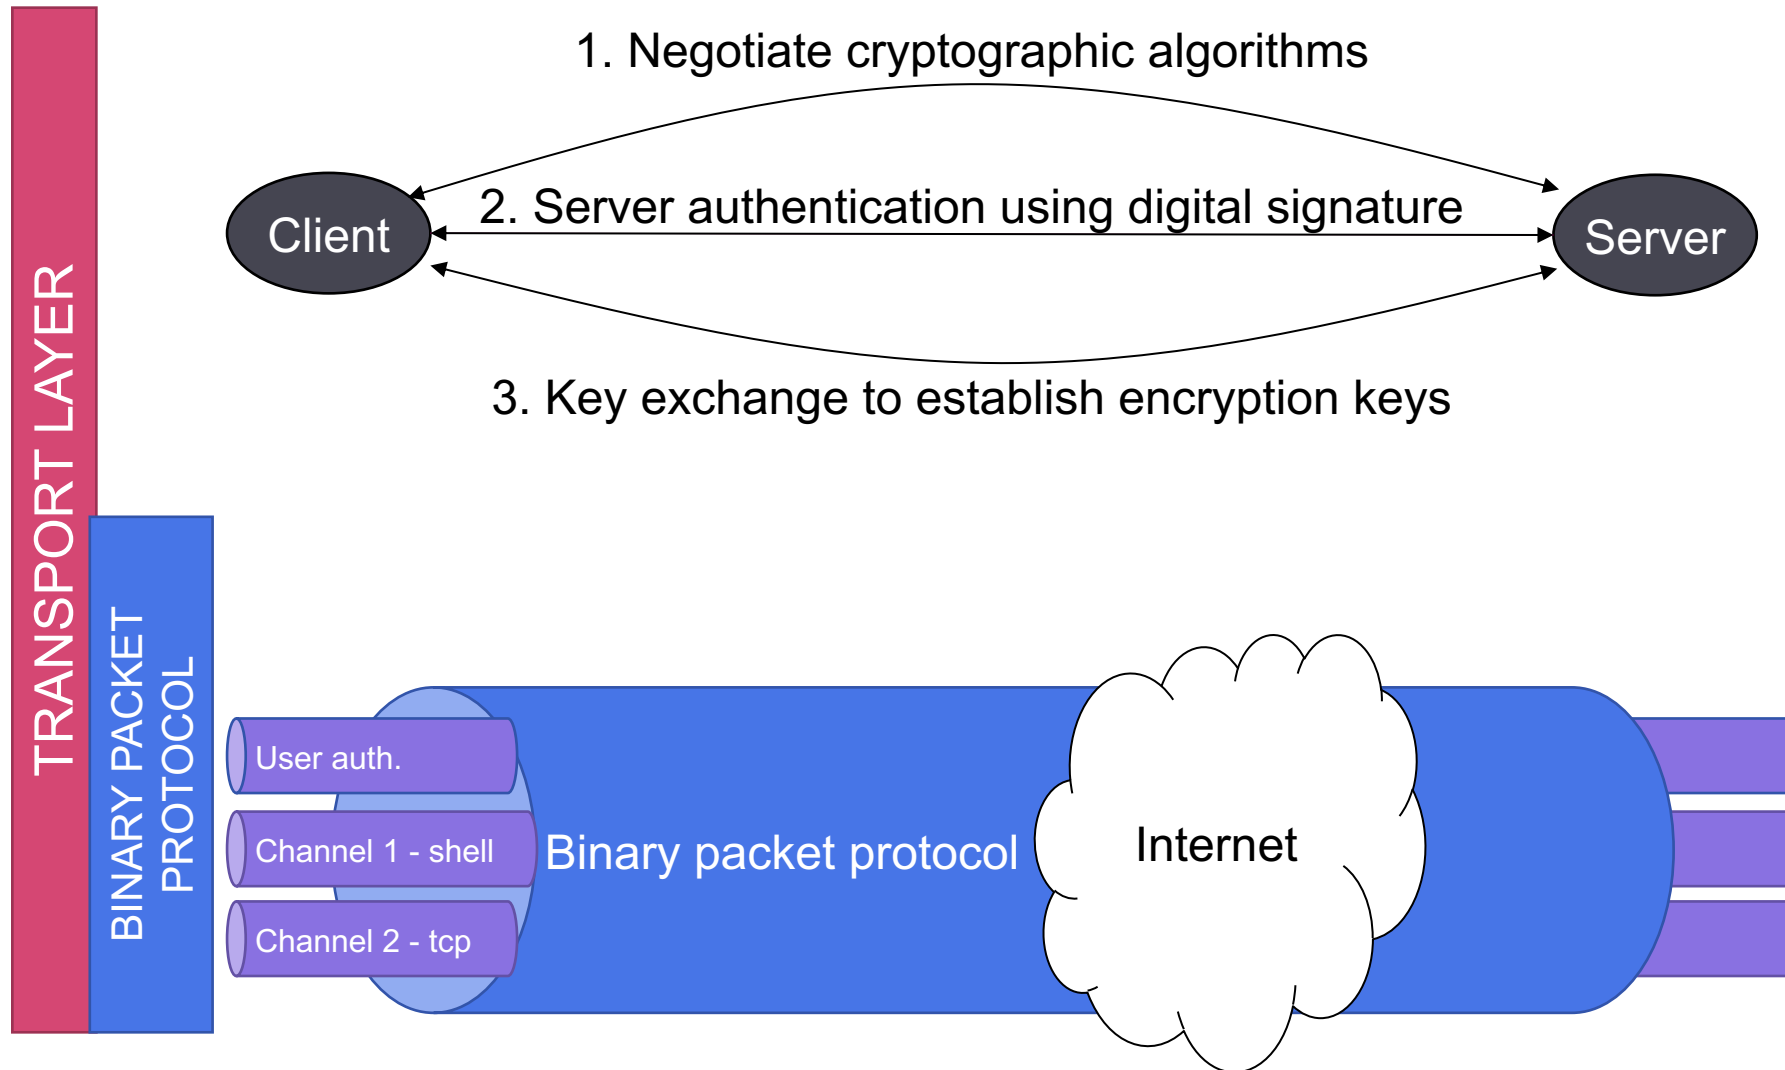 1. Negotiate cryptographic algorithms
2. Server authentication using digital signature
Client
Server
3. Key exchange to establish encryption keys
TRANSPORT LAYER
BINARY PACKET
PROTOCOL
User auth.
Channel 1 - shell
Channel 2 - tcp
Binary packet protocol
Internet